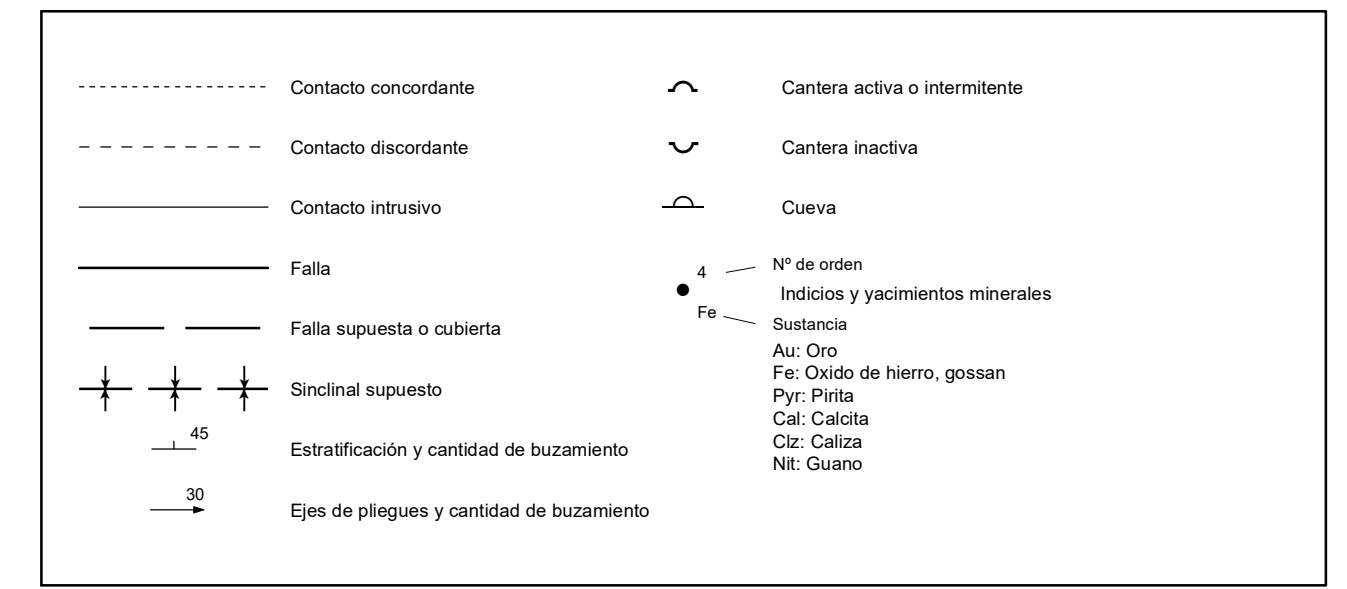 Contacto concordante
Contacto discordante
Contacto intrusivo
Falla
Falla supuesta o cubierta
Sinclinal supuesto
45
Estratificación y cantidad de buzamiento
30
Ejes de pliegues y cantidad de buzamiento
Cantera activa o intermitente
Cantera inactiva
Cueva
4
Nº de orden
Indicios y yacimientos minerales
Fe
Sustancia
Au: Oro
Fe: Oxido de hierro, gossan
Pyr: Pirita
Cal: Calcita
Clz: Caliza
Nit: Guano